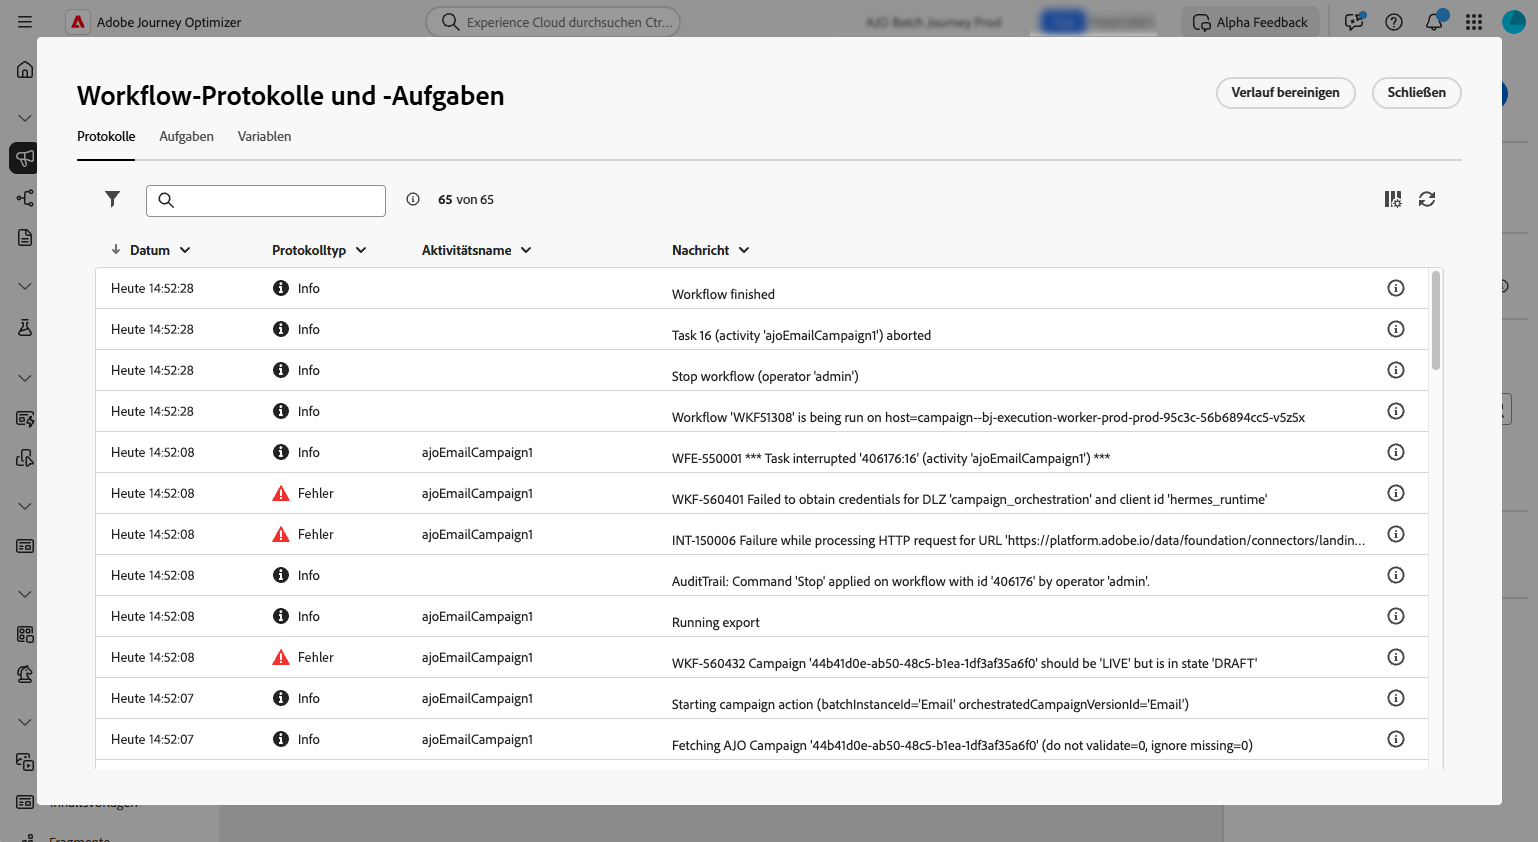 Adobe Journey Optimizer
Experience Cloud durchsuchen Ctr...
AJO Batch Journey Prod
Alpha Feedback
Workflow-Protokolle und -Aufgaben
Verlauf bereinigen
Schließen
Protokolle
Aufgaben
Variablen
65 von 65
Datum
Protokolltyp
Aktivitätsname
Nachricht
Heute 14:52:28 Info Workflow finished
Heute 14:52:28 Info Task 16 (activity 'ajoEmailCampaign1') aborted
Heute 14:52:28 Info Stop workflow (operator 'admin')
Heute 14:52:28 Info Workflow 'WKF51308' is being run on host=campaign--bj-execution-worker-prod-prod-95c3c-56b6894cc5-v5z5x
Heute 14:52:08 Info ajoEmailCampaign1 WFE-550001 *** Task interrupted '406176:16' (activity 'ajoEmailCampaign1') ***
Heute 14:52:08 Fehler ajoEmailCampaign1 WKF-560401 Failed to obtain credentials for DLZ 'campaign_orchestration' and client id 'hermes_runtime'
Heute 14:52:08 Fehler ajoEmailCampaign1 INT-150006 Failure while processing HTTP request for URL 'https://platform.adobe.io/data/foundation/connectors/landin...
Heute 14:52:08 Info AuditTrail: Command 'Stop' applied on workflow with id '406176' by operator 'admin'.
Heute 14:52:08 Info ajoEmailCampaign1 Running export
Heute 14:52:08 Fehler ajoEmailCampaign1 WKF-560432 Campaign '44b41d0e-ab50-48c5-b1ea-1df3af35a6f0' should be 'LIVE' but is in state 'DRAFT'
Heute 14:52:07 Info ajoEmailCampaign1 Starting campaign action (batchInstanceId='Email' orchestratedCampaignVersionId='Email')
Heute 14:52:07 Info ajoEmailCampaign1 Fetching AJO Campaign '44b41d0e-ab50-48c5-b1ea-1df3af35a6f0' (do not validate=0, ignore missing=0)
Inhaltsvorlagen
Fragmente